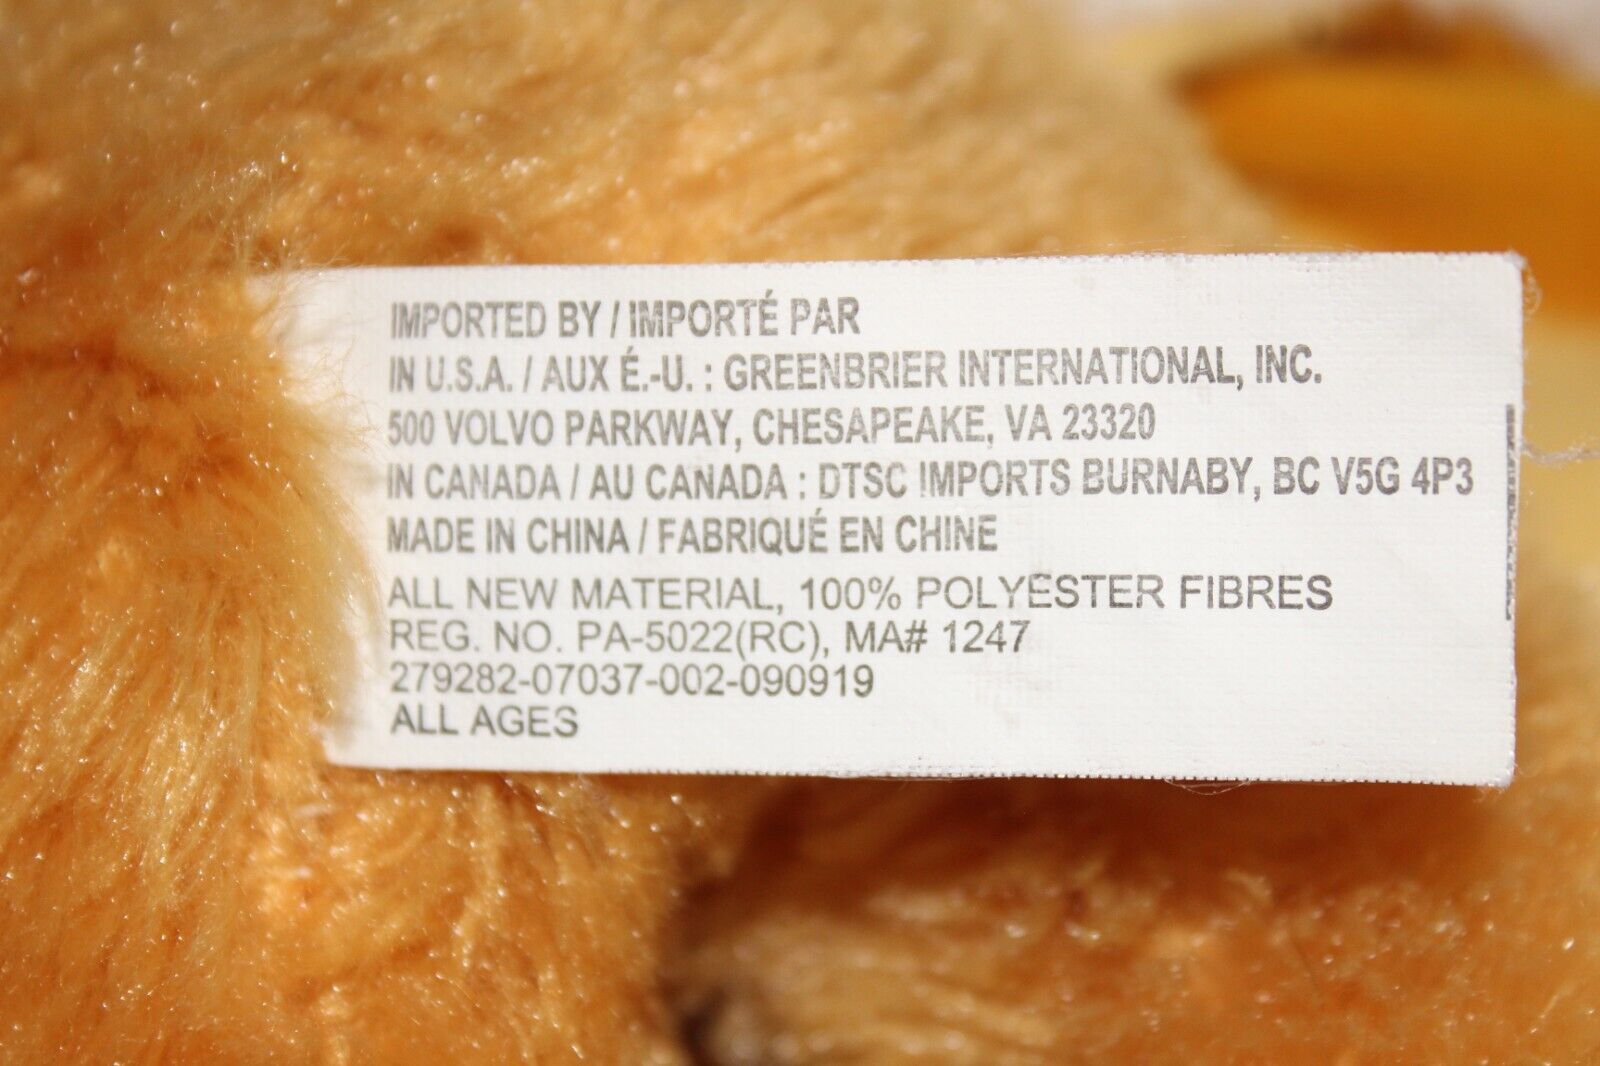 IMPORTED BY / IMPORTÉ PAR
IN U.S.A. / AUX É.-U. : GREENBRIER INTERNATIONAL, INC.
500 VOLVO PARKWAY, CHESAPEAKE, VA 23320
IN CANADA / AU CANADA : DTSC IMPORTS BURNABY, BC V5G 4P3
MADE IN CHINA / FABRIQUÉ EN CHINE
ALL NEW MATERIAL, 100% POLYESTER FIBRES
REG. NO. PA-5022(RC), MA# 1247
279282-07037-002-090919
ALL AGES